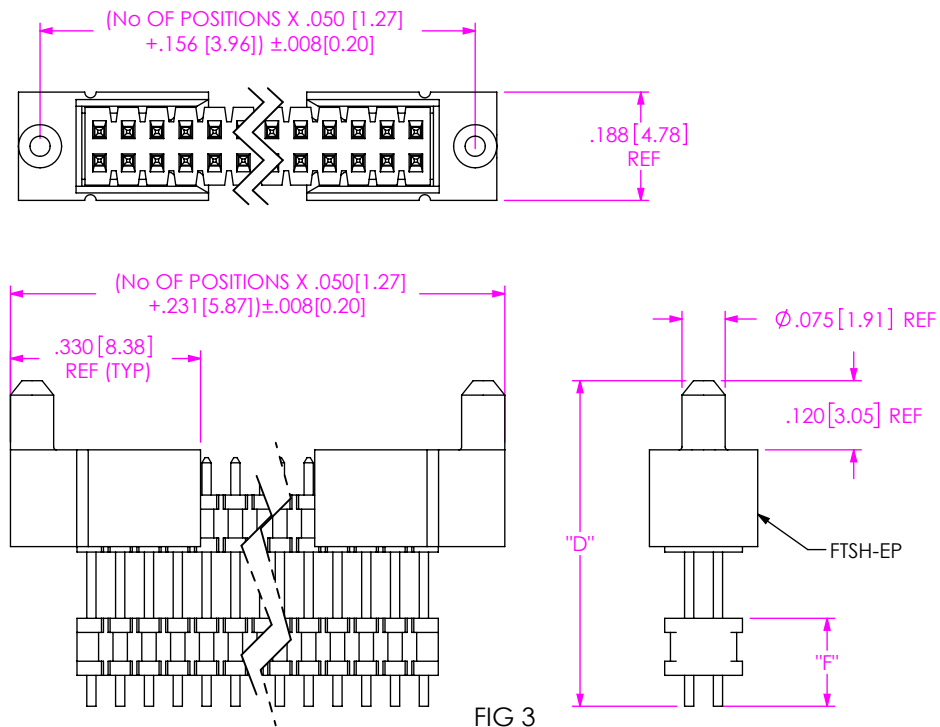 (No OF POSITIONS X .050 [1.27]
+.156 [3.96]) ±.008[0.20]
.188[4.78]
REF
(No OF POSITIONS X .050[1.27]
+.231[5.87])±.008[0.20]
.330[8.38]
REF (TYP)
Ø.075[1.91] REF
.120[3.05] REF
"D"
FTSH-EP
"F"
FIG 3